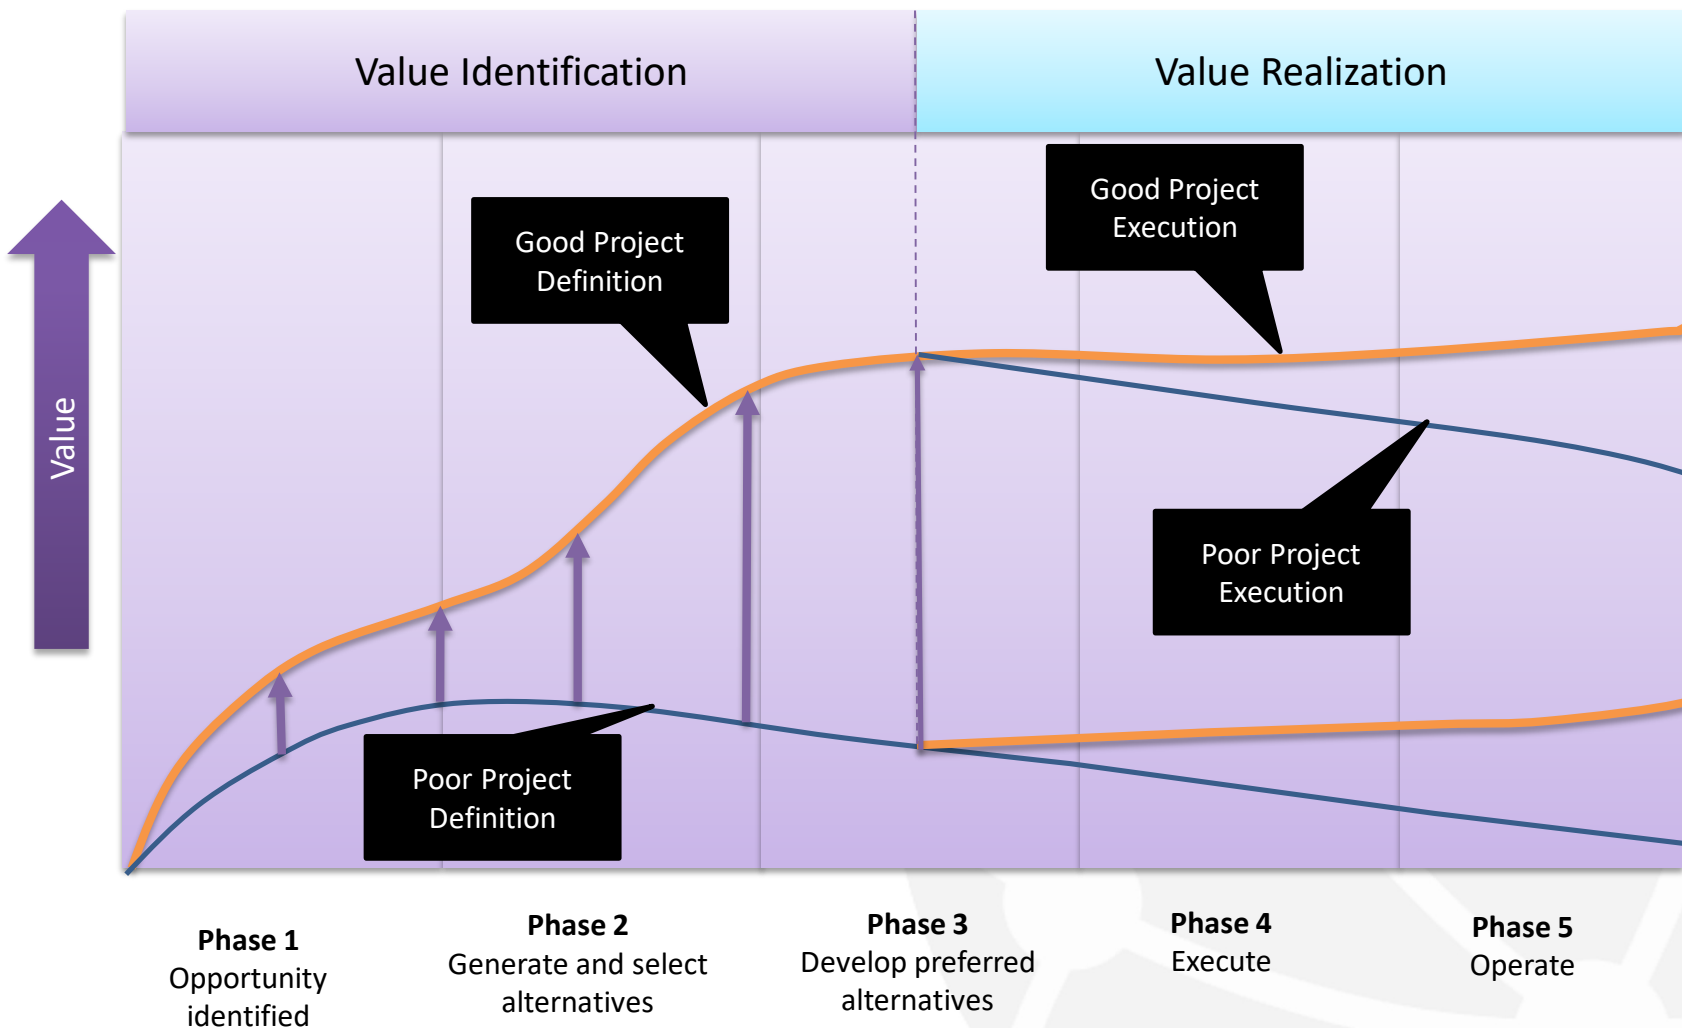 Value Identification
Value Realization
Good Project
Execution
Good Project
Definition
Value
Poor Project
Execution
Poor Project
Definition
Phase 1
Opportunity
identified
Phase 2
Generate and select
alternatives
Phase 3
Develop preferred
alternatives
Phase 4
Execute
Phase 5
Operate